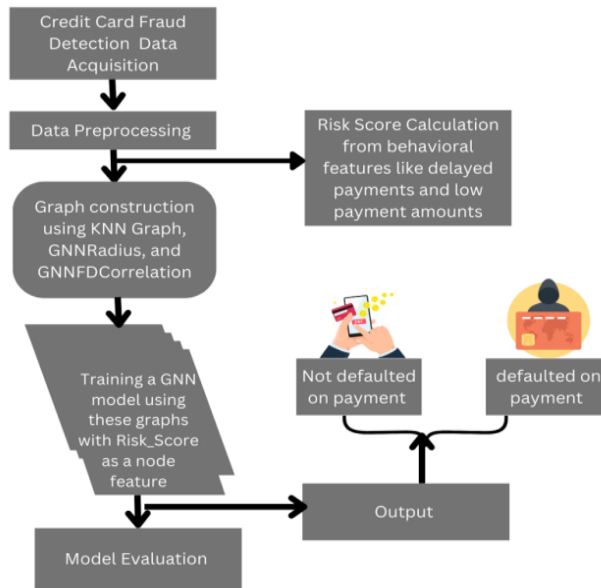 Credit Card Fraud
Detection Data
Acquisition
Data Preprocessing
Risk Score Calculation
from behavioral
features like delayed
payments and low
payment amounts
Graph construction
using KNN Graph,
GNNRadius, and
GNNFDCorrelation
Training a GNN
model using
these graphs
with Risk_Score
as a node
feature
Not defaulted
on payment
defaulted on
payment
Output
Model Evaluation